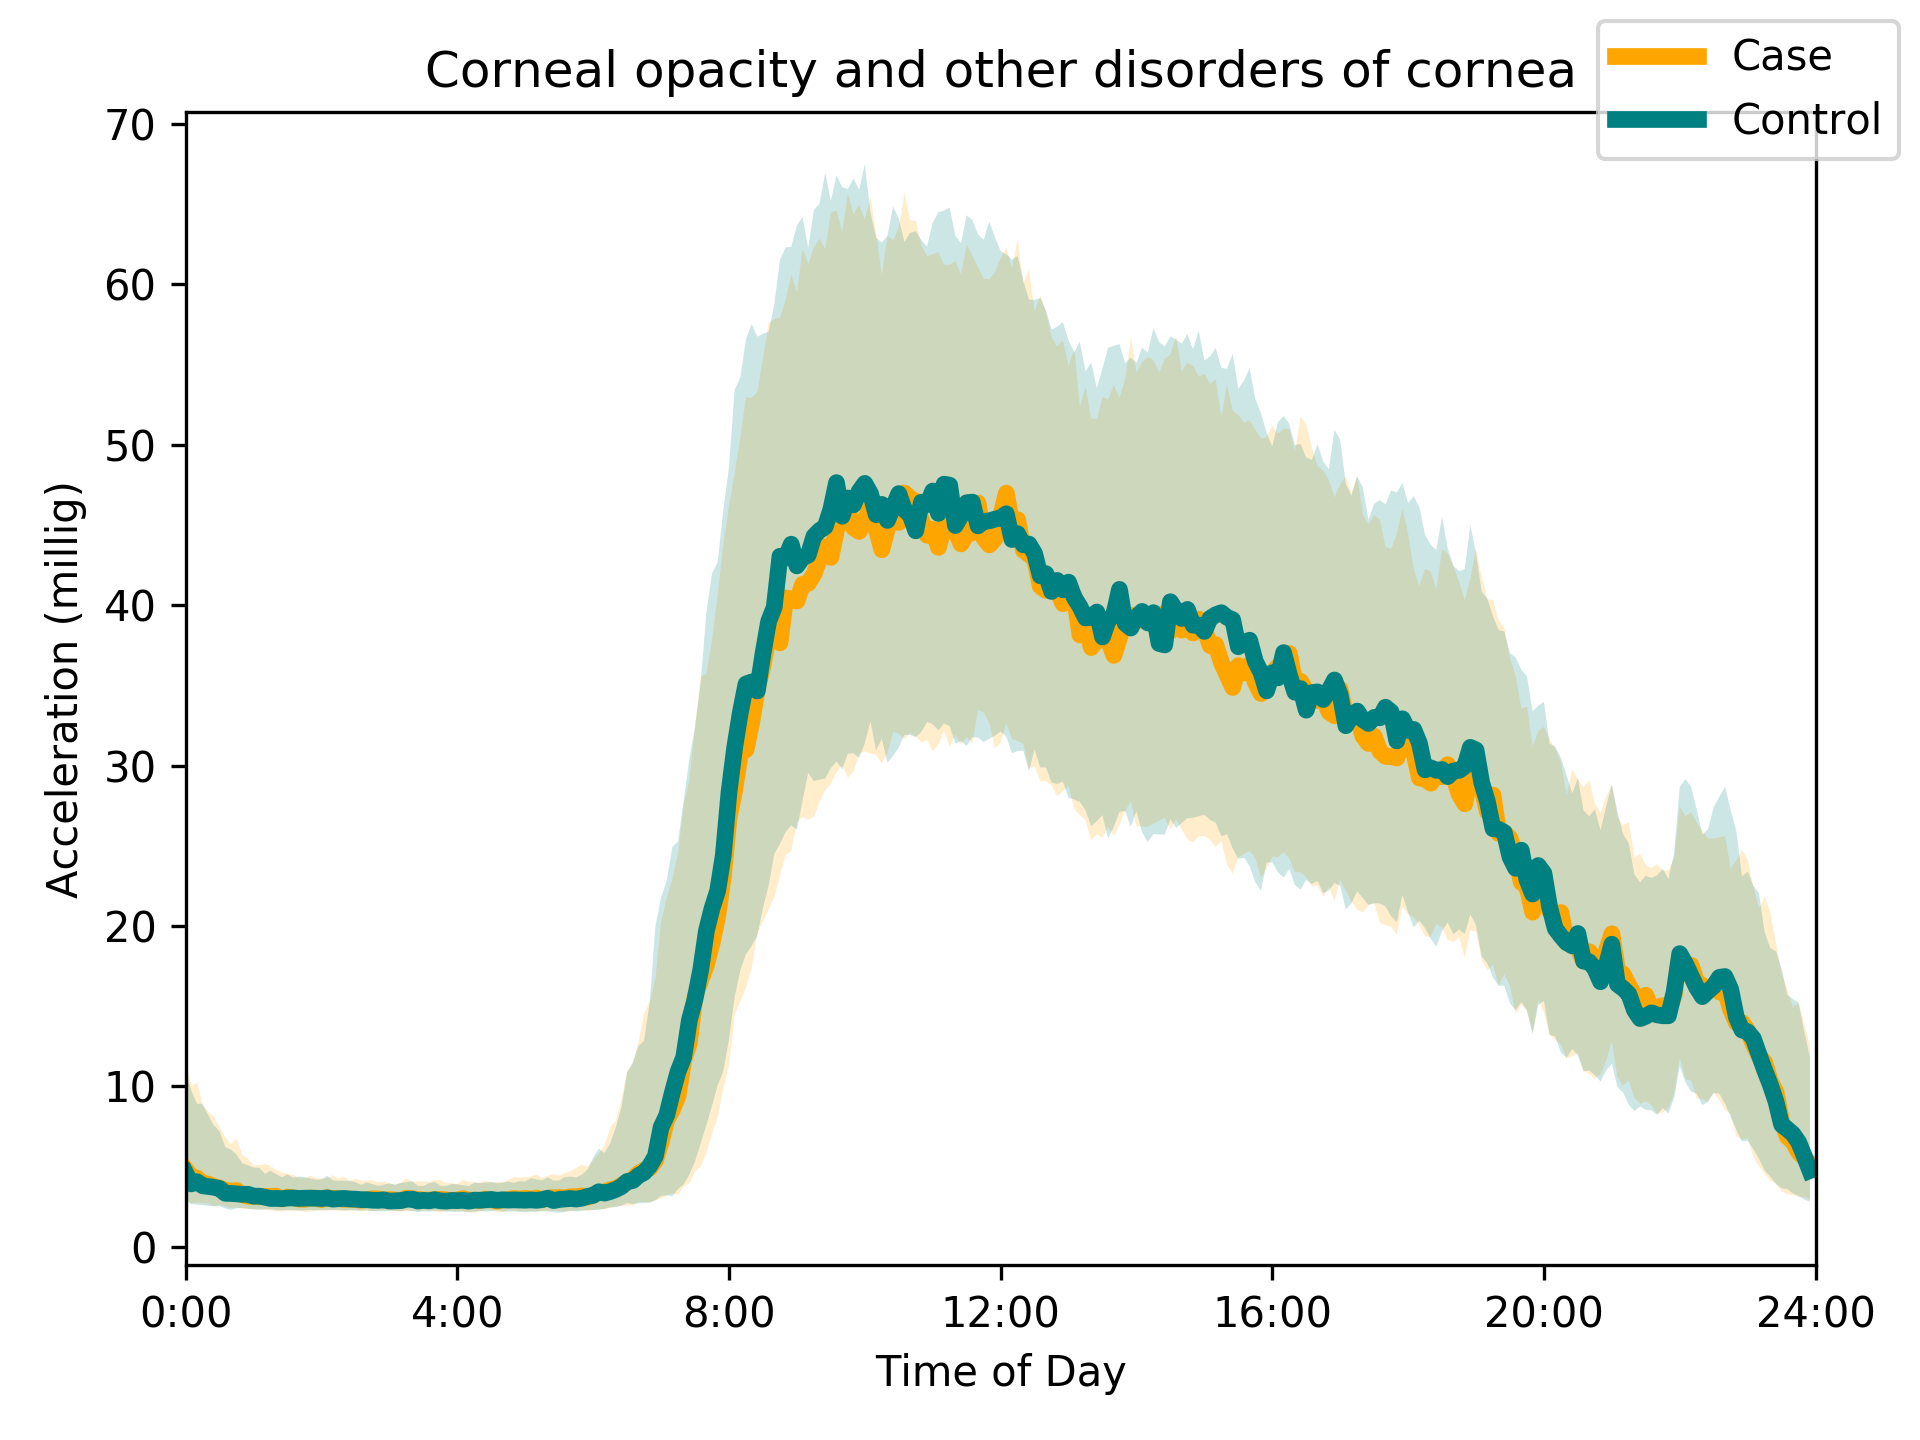 Corneal opacity and other disorders of cornea
Case
Control
70
60
50
40
30
20
10
0
Acceleration (millig)
0:00 4:00 8:00 12:00 16:00 20:00 24:00
Time of Day